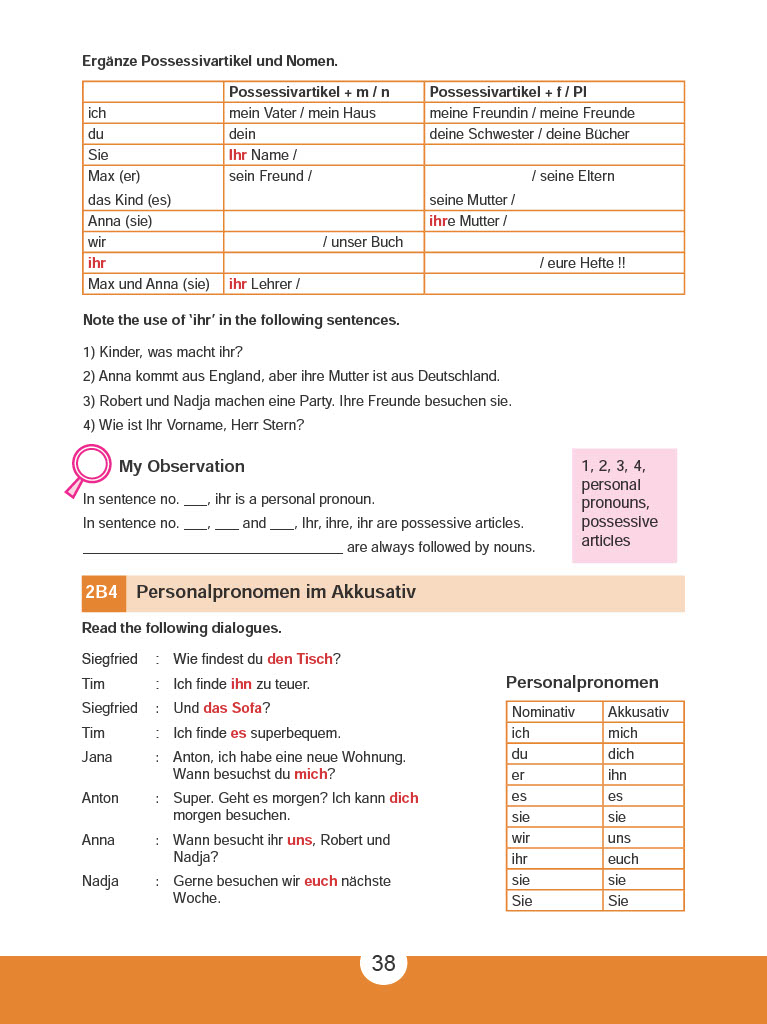 Ergänze Possessivartikel und Nomen.
Possessivartikel + m / n Possessivartikel + f / Pl
ich mein Vater / mein Haus meine Freundin / meine Freunde
du dein deine Schwester / deine Bücher
Sie Ihr Name /
Max (er) sein Freund / / seine Eltern
das Kind (es) seine Mutter /
Anna (sie) ihre Mutter /
wir / unser Buch
ihr / eure Hefte !!
Max und Anna (sie) ihr Lehrer /
Note the use of ‘ihr’ in the following sentences.
1) Kinder, was macht ihr?
2) Anna kommt aus England, aber ihre Mutter ist aus Deutschland.
3) Robert und Nadja machen eine Party. Ihre Freunde besuchen sie.
4) Wie ist Ihr Vorname, Herr Stern?
My Observation
In sentence no. ___, ihr is a personal pronoun.
In sentence no. ___, ___ and ___, Ihr, ihre, ihr are possessive articles.
_________________________________ are always followed by nouns.
1, 2, 3, 4,
personal
pronouns,
possessive
articles
2B4 Personalpronomen im Akkusativ
Read the following dialogues.
Siegfried : Wie findest du den Tisch?
Tim : Ich finde ihn zu teuer.
Siegfried : Und das Sofa?
Tim : Ich finde es superbequem.
Jana : Anton, ich habe eine neue Wohnung.
Wann besuchst du mich?
Anton : Super. Geht es morgen? Ich kann dich
morgen besuchen.
Anna : Wann besucht ihr uns, Robert und
Nadja?
Nadja : Gerne besuchen wir euch nächste
Woche.
Personalpronomen
Nominativ Akkusativ
ich mich
du dich
er ihn
es es
sie sie
wir uns
ihr euch
sie sie
Sie Sie
38